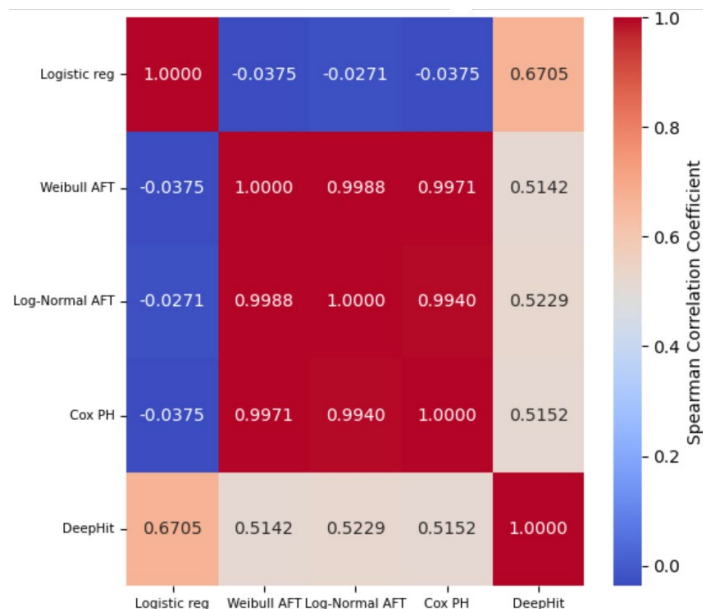 Logistic reg 1.0000 -0.0375 -0.0271 -0.0375 0.6705
Weibull AFT -0.0375 1.0000 0.9988 0.9971 0.5142
Log-Normal AFT -0.0271 0.9988 1.0000 0.9940 0.5229
Cox PH -0.0375 0.9971 0.9940 1.0000 0.5152
DeepHit 0.6705 0.5142 0.5229 0.5152 1.0000
Logistic reg Weibull AFT Log-Normal AFT Cox PH DeepHit
1.0
0.8
0.6
0.4
0.2
0.0
Spearman Correlation Coefficient